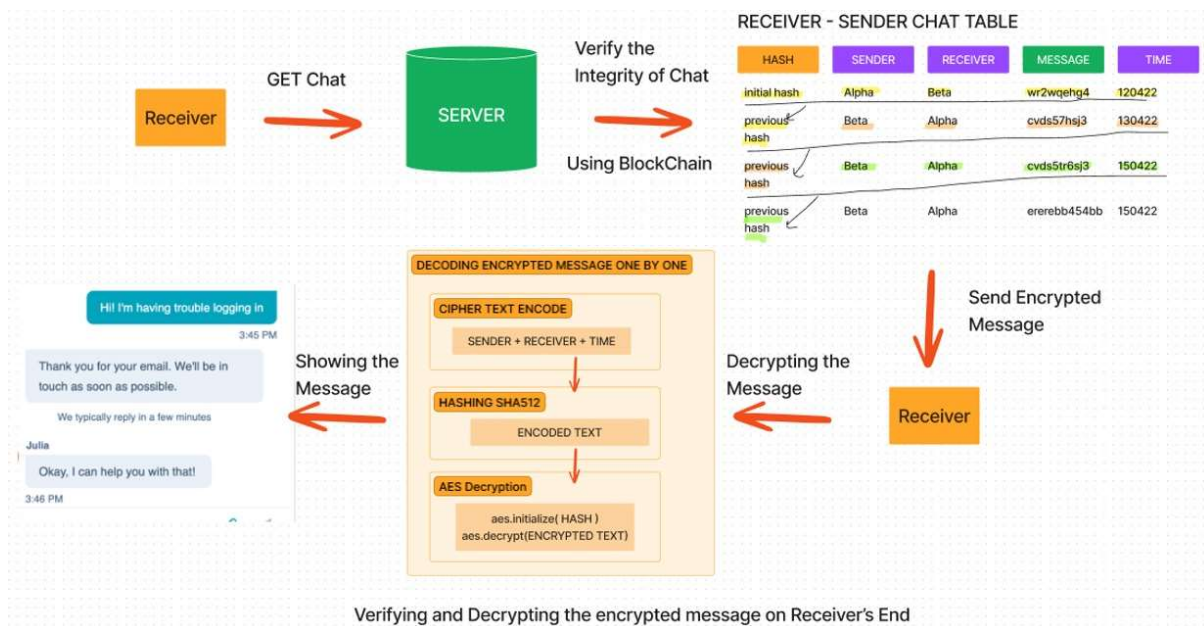 RECEIVER - SENDER CHAT TABLE
HASH SENDER RECEIVER MESSAGE TIME
initial hash Alpha Beta wr2wqehg4 120422
previous hash Beta Alpha cvds57hsj3 130422
previous hash Beta Alpha cvds5tr6sj3 150422
previous hash Beta Alpha ererebb454bb 150422
Receiver
GET Chat
SERVER
Verify the
Integrity of Chat
Using BlockChain
Send Encrypted
Message
Receiver
Decrypting the
Message
DECODING ENCRYPTED MESSAGE ONE BY ONE
CIPHER TEXT ENCODE
SENDER + RECEIVER + TIME
HASHING SHA512
ENCODED TEXT
AES Decryption
aes.initialize( HASH )
aes.decrypt(ENCRYPTED TEXT)
Showing the
Message
Hi! I'm having trouble logging in
3:45 PM
Thank you for your email. We'll be in
touch as soon as possible.
We typically reply in a few minutes
Julia
Okay, I can help you with that!
3:46 PM
Verifying and Decrypting the encrypted message on Receiver's End